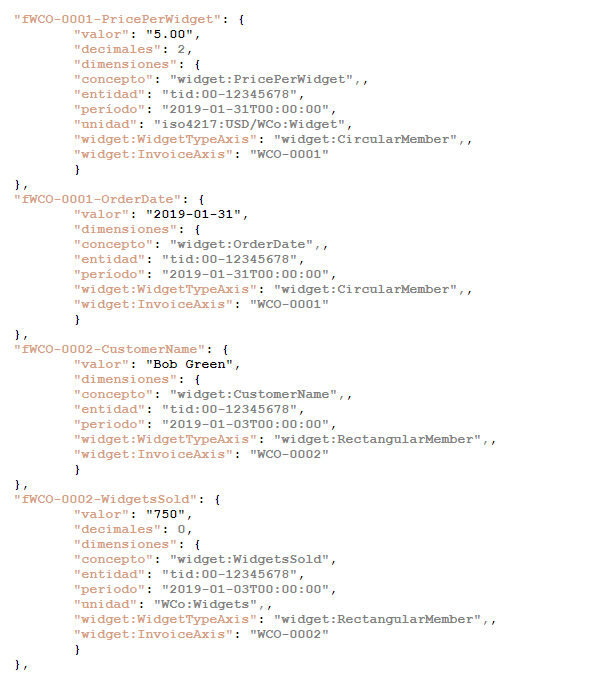 "fWCO-0001-PricePerWidget": {
"valor": "5.00",
"decimales": 2,
"dimensiones": {
"concepto": "widget:PricePerWidget",,
"entidad": "tid:00-12345678",
"período": "2019-01-31T00:00:00",
"unidad": "iso4217:USD/WCo:Widget",
"widget:WidgetTypeAxis": "widget:CircularMember",,
"widget:InvoiceAxis": "WCO-0001"
}
},
"fWCO-0001-OrderDate": {
"valor": "2019-01-31",
"dimensiones": {
"concepto": "widget:OrderDate",,
"entidad": "tid:00-12345678",
"período": "2019-01-31T00:00:00",
"widget:WidgetTypeAxis": "widget:CircularMember",,
"widget:InvoiceAxis": "WCO-0001"
}
},
"fWCO-0002-CustomerName": {
"valor": "Bob Green",
"dimensiones": {
"concepto": "widget:CustomerName",,
"entidad": "tid:00-12345678",
"periodo": "2019-01-03T00:00:00",
"widget:WidgetTypeAxis": "widget:RectangularMember",,
"widget:InvoiceAxis": "WCO-0002"
}
},
"fWCO-0002-WidgetsSold": {
"valor": "750",
"decimales": 0,
"dimensiones": {
"concepto": "widget:WidgetsSold",
"entidad": "tid:00-12345678",
"periodo": "2019-01-03T00:00:00",
"unidad": "WCo:Widgets",,
"widget:WidgetTypeAxis": "widget:RectangularMember",,
"widget:InvoiceAxis": "WCO-0002"
}
},